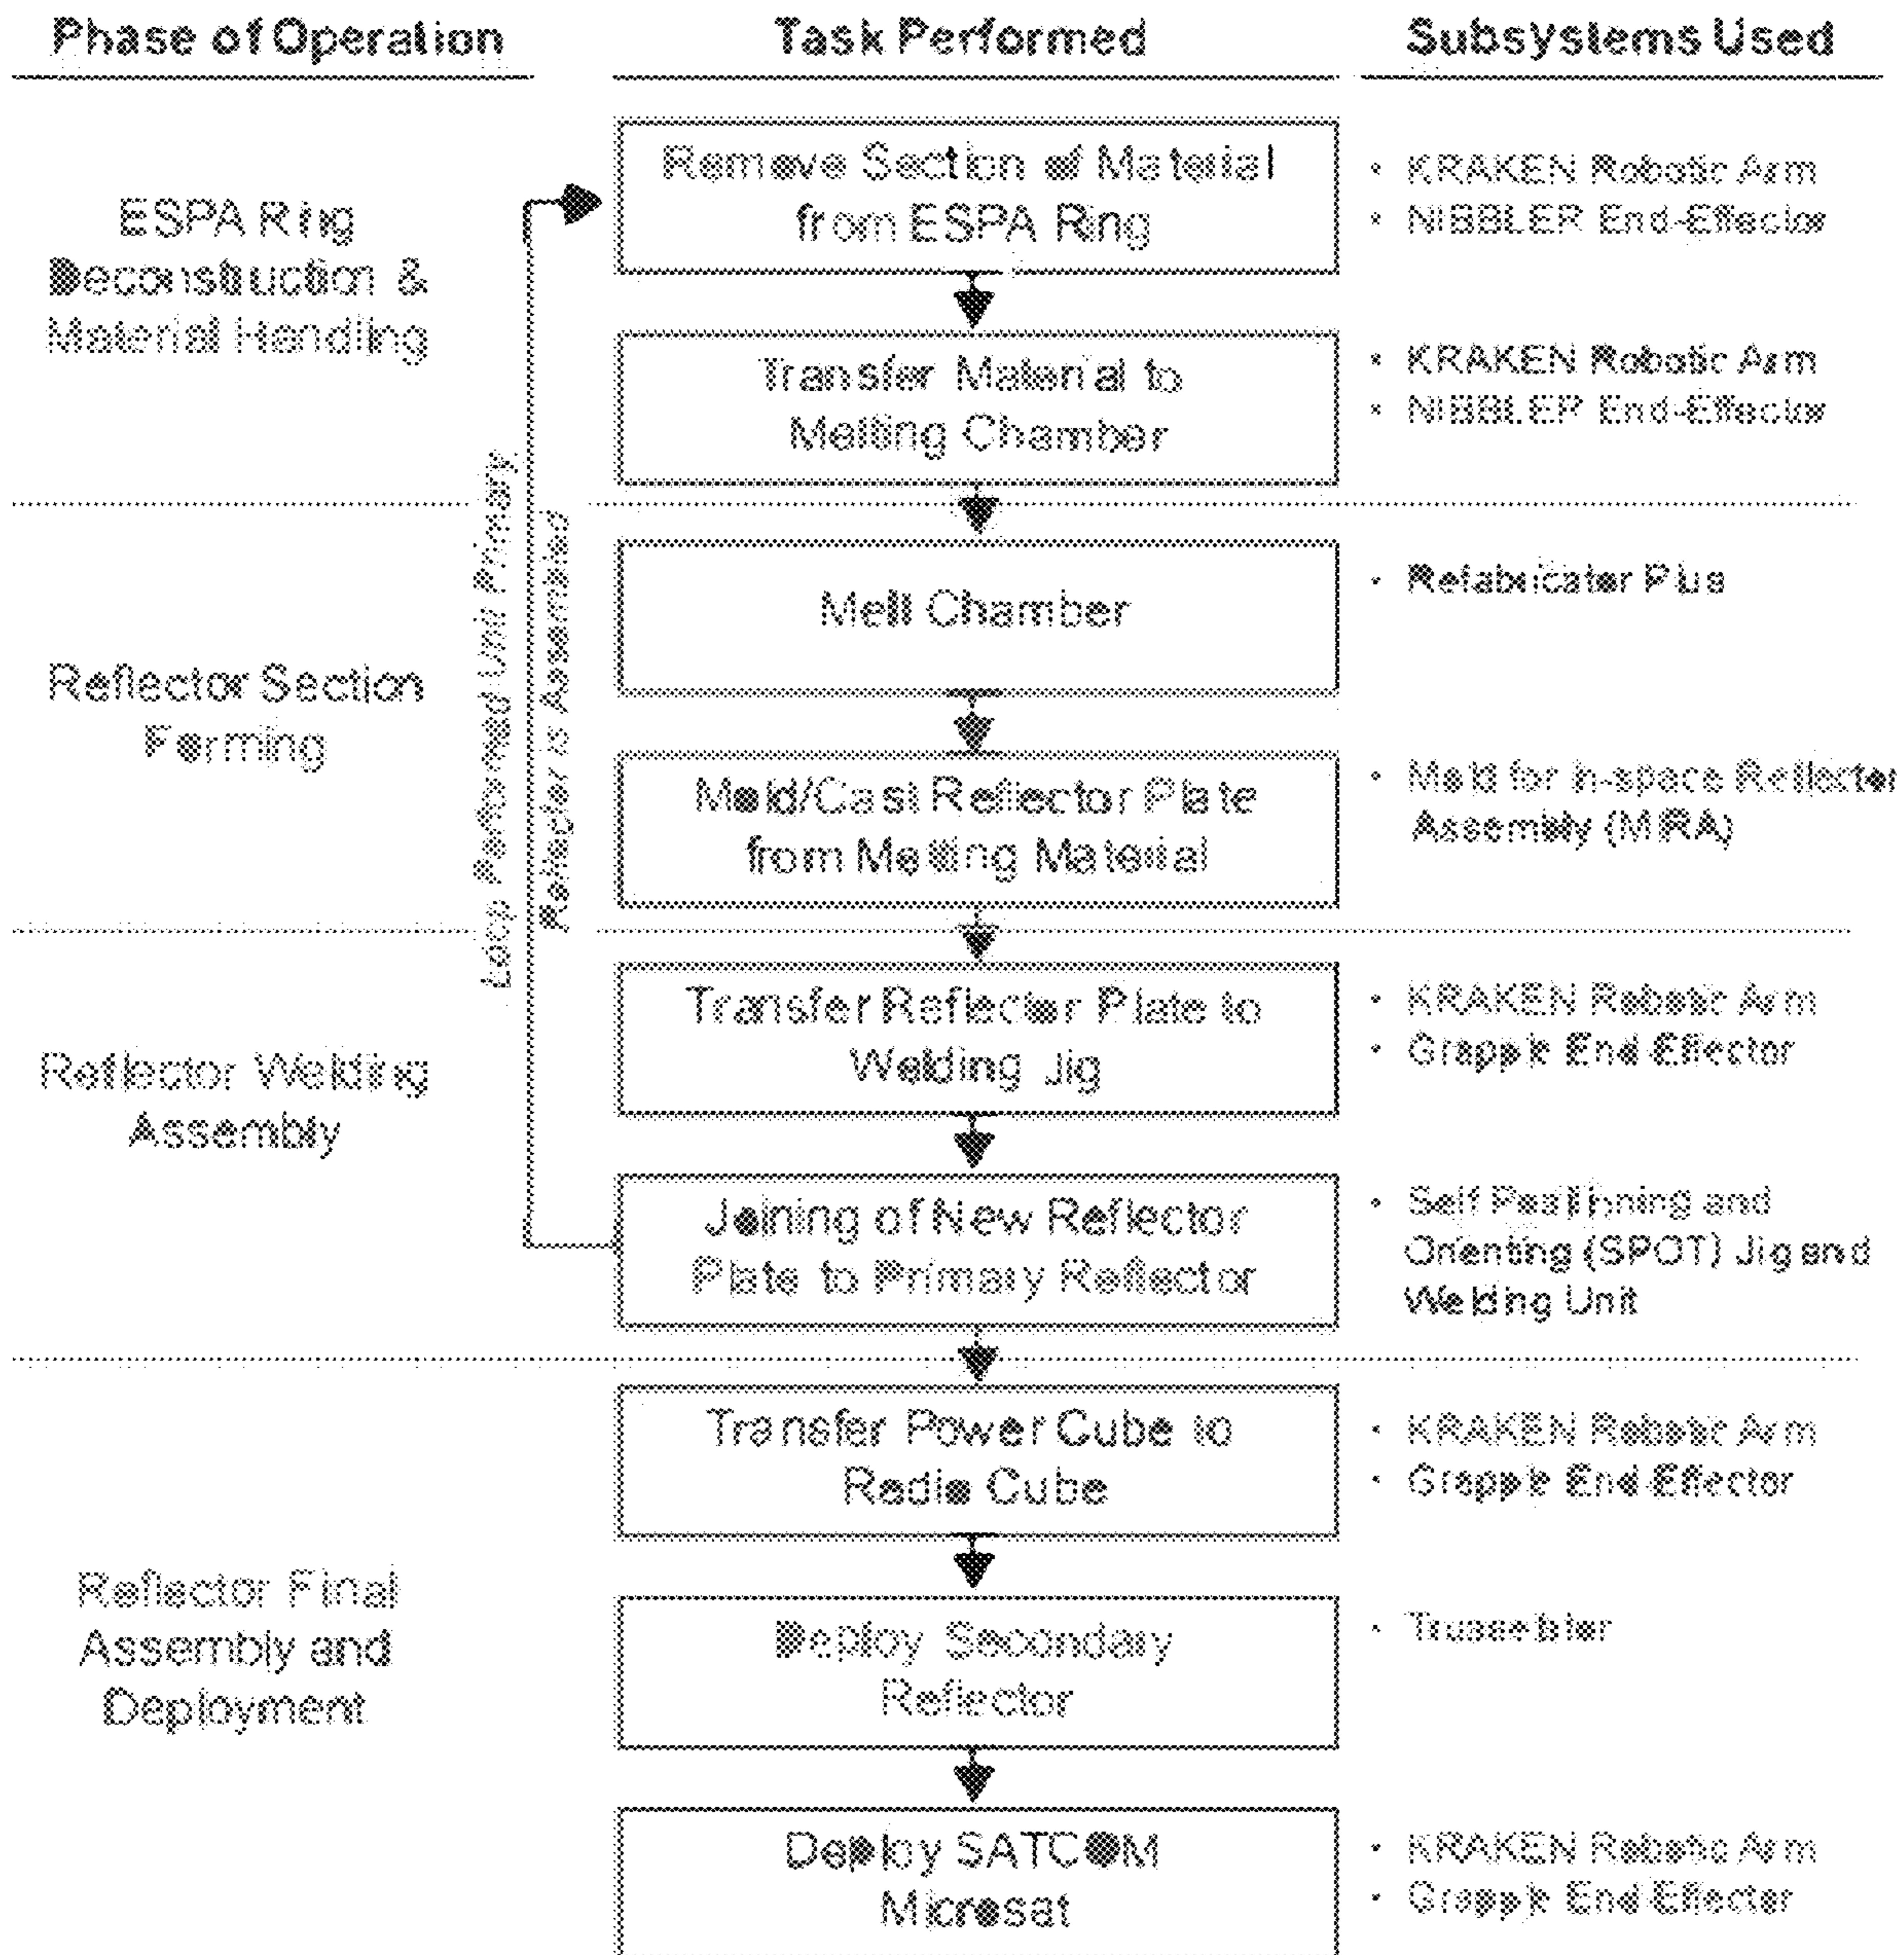 Phase of Operation
Task Performed
Subsystems Used
ESPA Ring
Deconstruction &
Material Handling
Remove Section of Material
from ESPA Ring
• KRAKEN Robotic Arm
• NIBBLER End-Effector
Transfer Material to
Melting Chamber
• KRAKEN Robotic Arm
• NIBBLER End-Effector
Loop Performed Until Primary
Reflector is Assembled
Reflector Section
Forming
Melt Chamber
• Refabricator Plus
Mold/Cast Reflector Plate
from Melting Material
• Mold for In-space Reflector
Assembly (MIRA)
Reflector Welding
Assembly
Transfer Reflector Plate to
Welding Jig
• KRAKEN Robotic Arm
• Grapple End-Effector
Joining of New Reflector
Plate to Primary Reflector
• Self Positionning and
Orienting (SPOT) Jig and
Welding Unit
Reflector Final
Assembly and
Deployment
Transfer Power Cube to
Radio Cube
• KRAKEN Robotic Arm
• Grapple End-Effector
Deploy Secondary
Reflector
• Trusselator
Deploy SATCOM
Microsat
• KRAKEN Robotic Arm
• Grapple End-Effecter